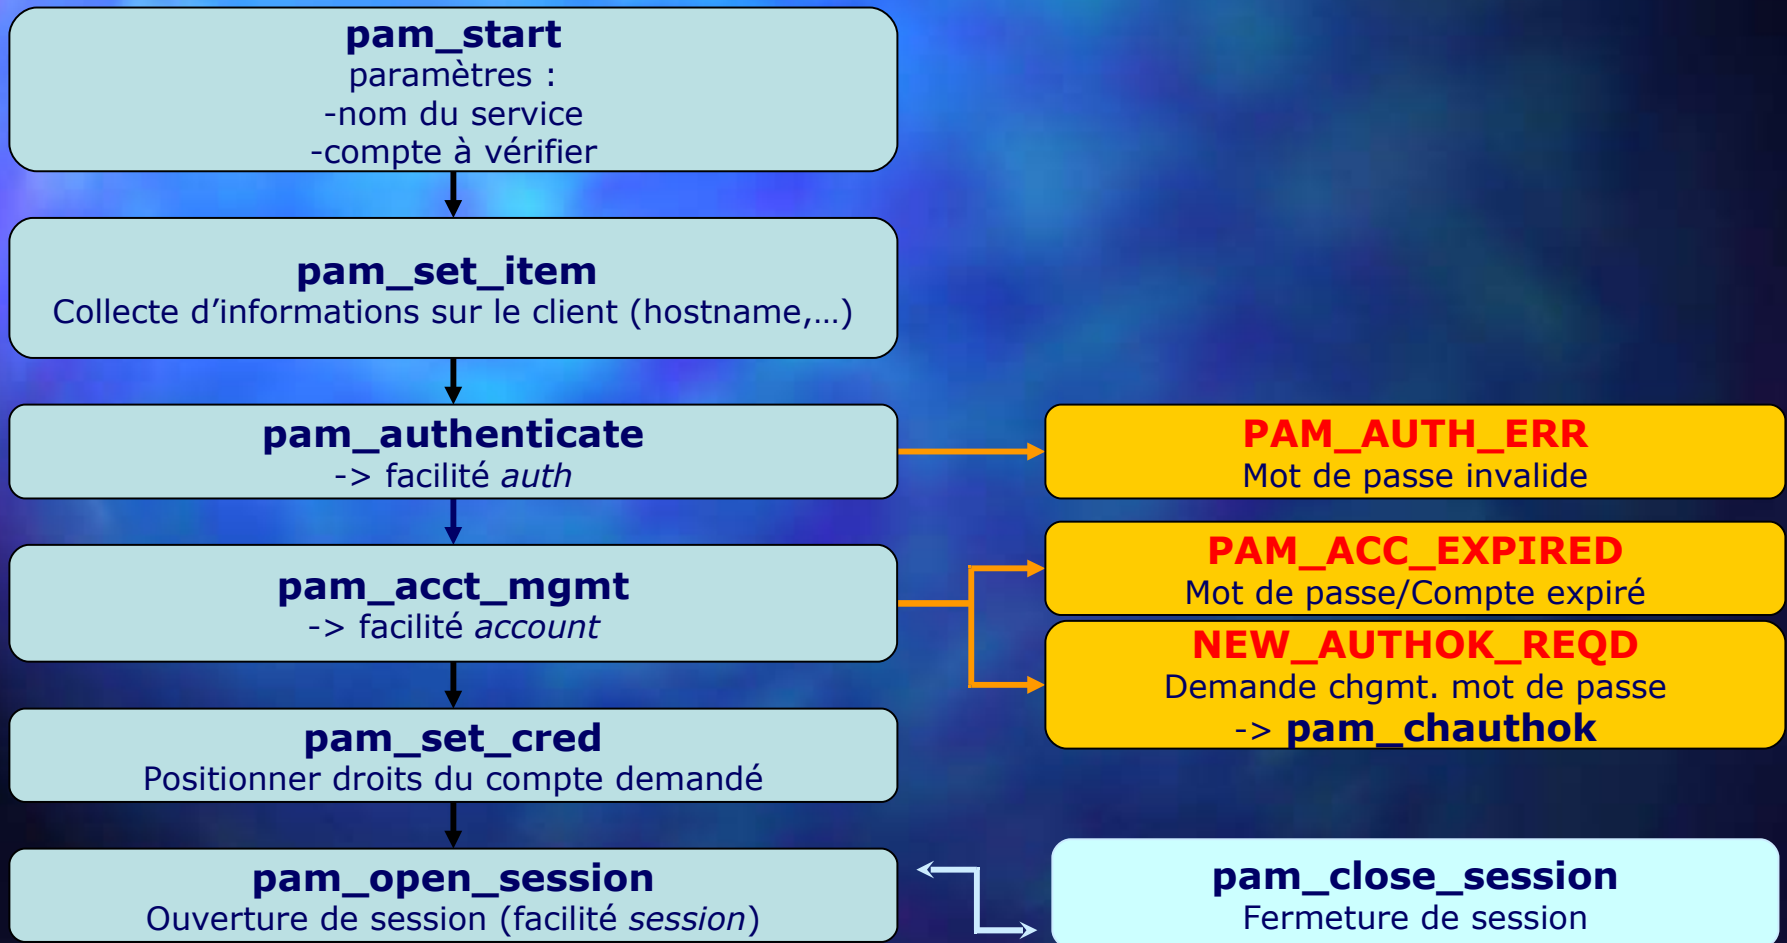 pam_start
paramètres :
-nom du service
-compte à vérifier
pam_set_item
Collecte d’informations sur le client (hostname,…)
pam_authenticate
-> facilité auth
PAM_AUTH_ERR
Mot de passe invalide
pam_acct_mgmt
-> facilité account
PAM_ACC_EXPIRED
Mot de passe/Compte expiré
NEW_AUTHOK_REQD
Demande chgmt. mot de passe
-> pam_chauthok
pam_set_cred
Positionner droits du compte demandé
pam_open_session
Ouverture de session (facilité session)
pam_close_session
Fermeture de session